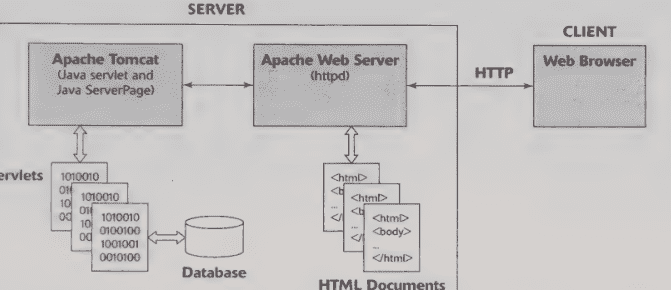 SERVER
CLIENT
Apache Tomcat
(Java servlet and
Java ServerPage)
Apache Web Server
(httpd)
HTTP
Web Browser
ervlets
1010010
1010010
1010010
0100100
1001001
0010100
Database
<html>
<html>
<html>
<body>
...
</html>
HTML Documents